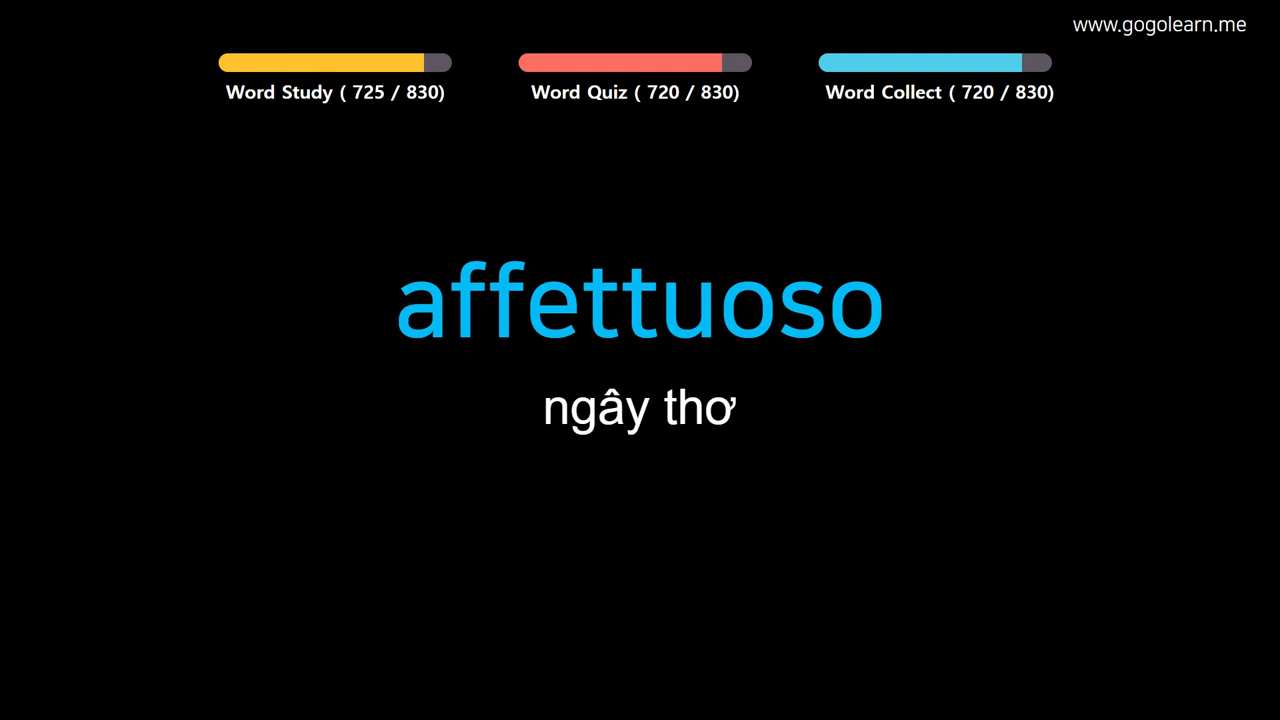 www.gogolearn.me
Word Study ( 725 / 830)
Word Quiz ( 720 / 830)
Word Collect ( 720 / 830)
affettuoso
ngây thơ